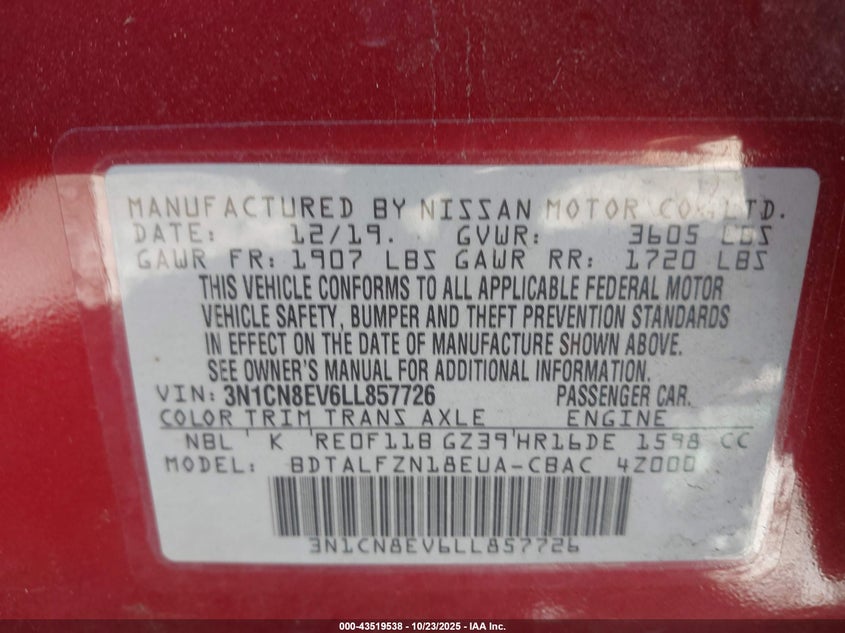 MANUFACTURED BY NISSAN MOTOR CO.,LTD.
DATE: 12/19. GVWR: 3605 LBS
GAWR FR: 1907 LBS GAWR RR: 1720 LBS
THIS VEHICLE CONFORMS TO ALL APPLICABLE FEDERAL MOTOR
VEHICLE SAFETY, BUMPER AND THEFT PREVENTION STANDARDS
IN EFFECT ON THE DATE OF MANUFACTURE SHOWN ABOVE.
SEE OWNER'S MANUAL FOR ADDITIONAL INFORMATION.
VIN: 3N1CN8EV6LL857726 PASSENGER CAR.
COLOR TRIM TRANS AXLE ENGINE
NBL K RE0F11B GZ39 HR16DE 1598 CC
MODEL: BDTALFZN18EUA-CBAC 4Z000
3N1CN8EV6LL857726
000-43519538 - 10/23/2025 - IAA Inc.